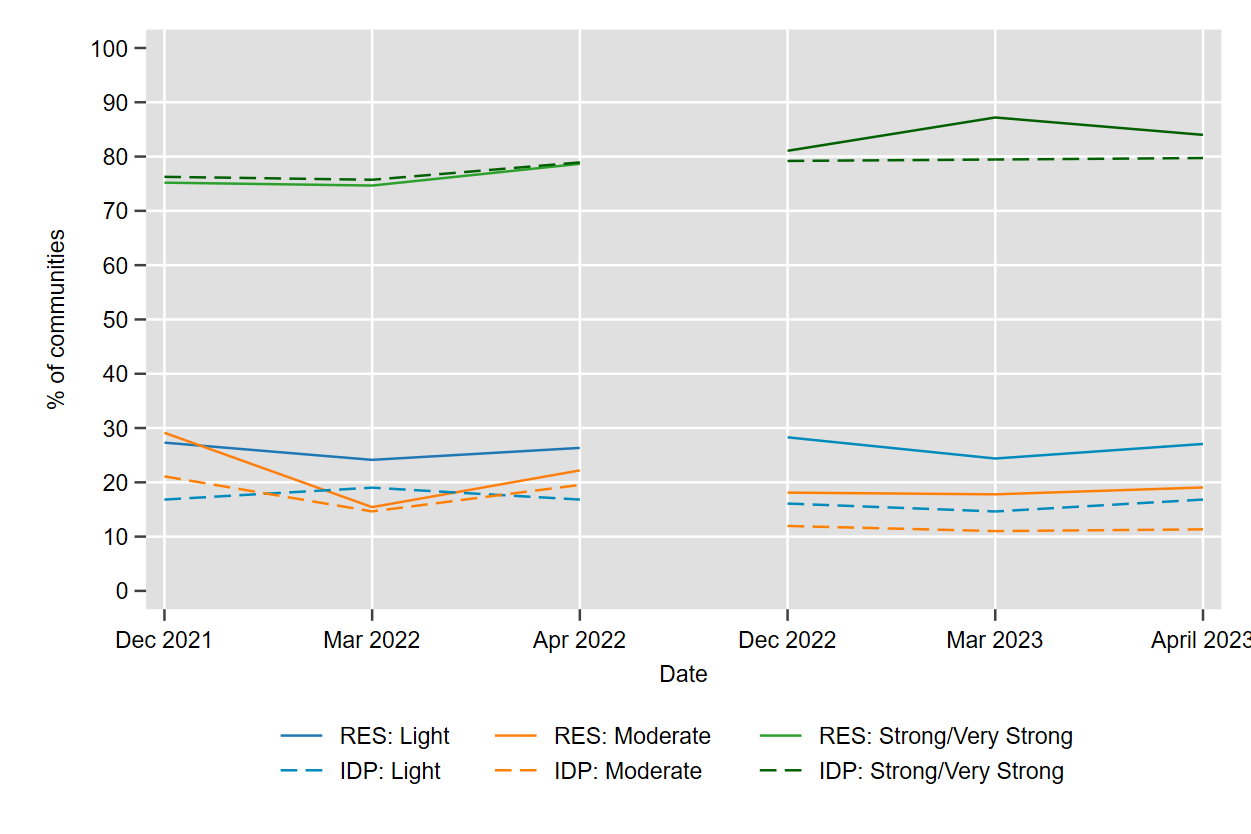 100
90
80
70
60
50
40
30
20
10
0
% of communities
Dec 2021 Mar 2022 Apr 2022 Dec 2022 Mar 2023 April 2023
Date
RES: Light RES: Moderate RES: Strong/Very Strong
IDP: Light IDP: Moderate IDP: Strong/Very Strong